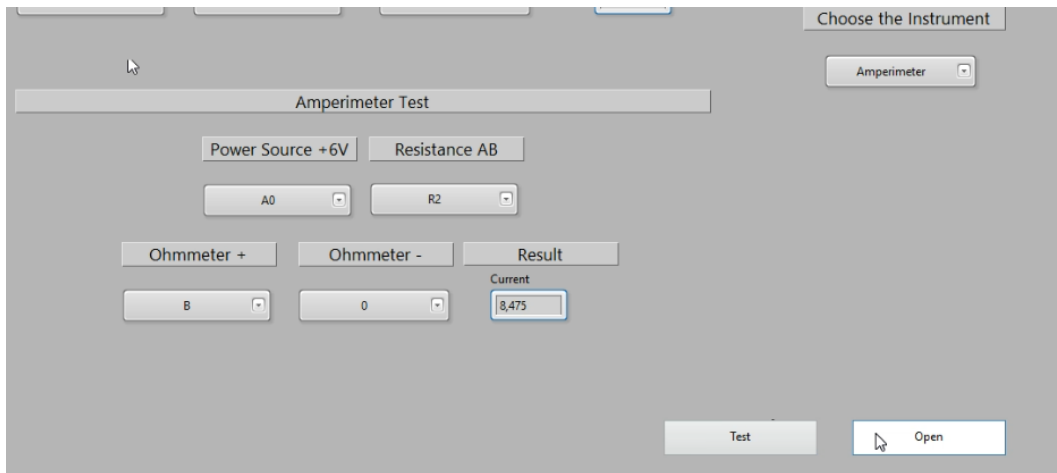 Choose the Instrument
Amperimeter
Amperimeter Test
Power Source +6V Resistance AB
A0 R2
Ohmmeter + Ohmmeter - Result
Current
B 0 8,475
Test Open